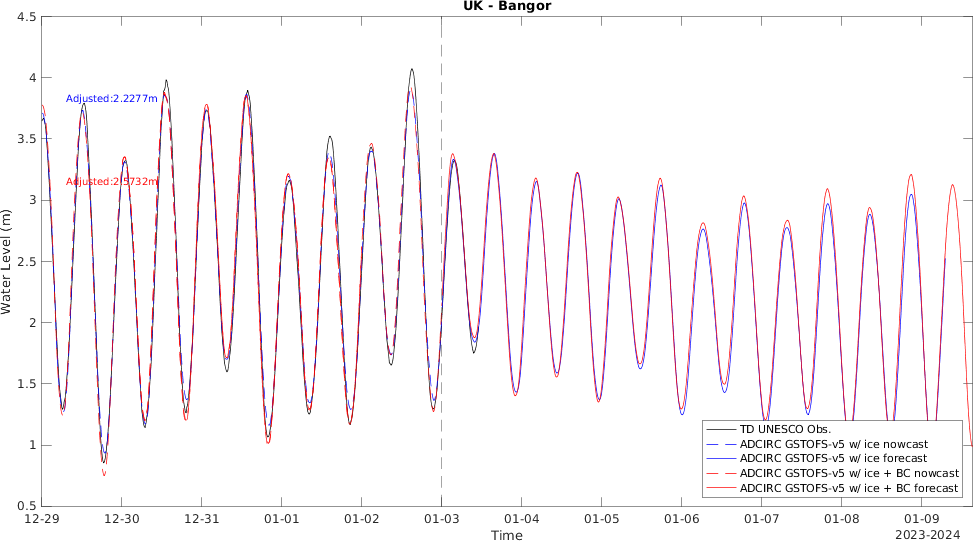 UK - Bangor
4.5
4
3.5
3
2.5
2
1.5
1
0.5
Water Level (m)
Adjusted:2.2277m
Adjusted:2.5732m
TD UNESCO Obs.
ADCIRC GSTOFS-v5 w/ ice nowcast
ADCIRC GSTOFS-v5 w/ ice forecast
ADCIRC GSTOFS-v5 w/ ice + BC nowcast
ADCIRC GSTOFS-v5 w/ ice + BC forecast
12-29 12-30 12-31 01-01 01-02 01-03 01-04 01-05 01-06 01-07 01-08 01-09
Time
2023-2024